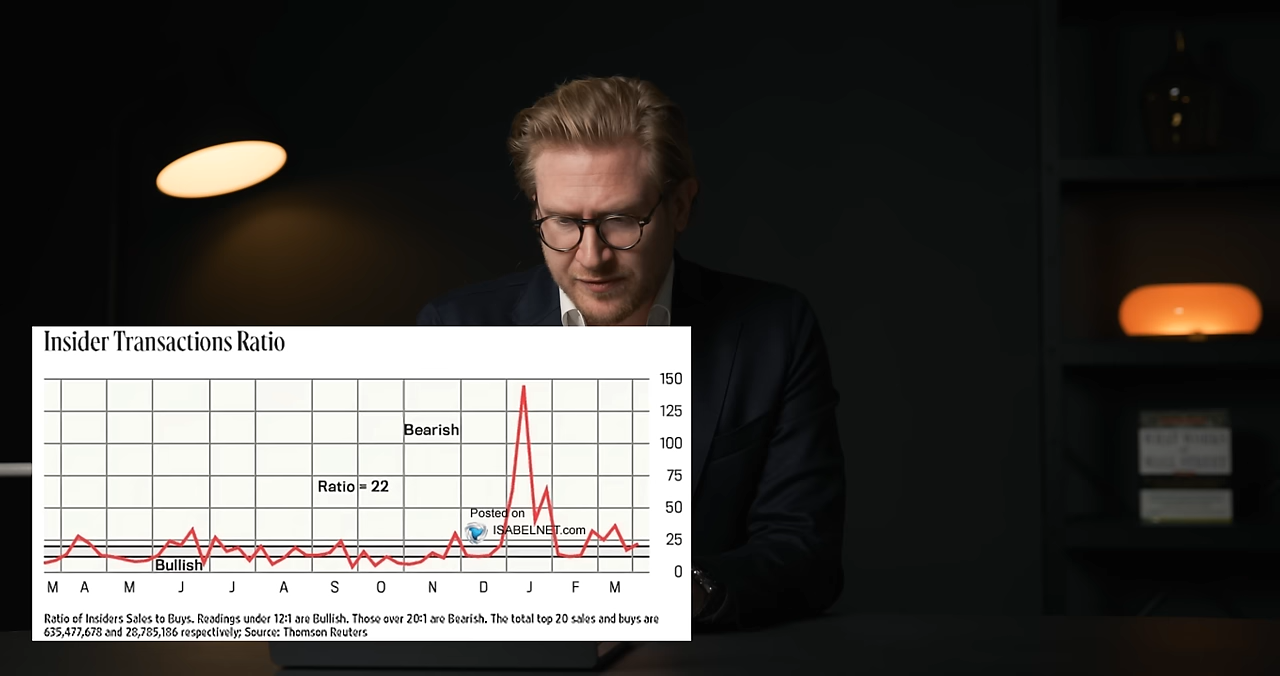 Insider Transactions Ratio
150
125
Bearish
100
75
Ratio = 22
50
Posted on
ISABELNET.com
25
Bullish
0
M A M J J A S O N D J F M
Ratio of Insiders Sales to Buys. Readings under 12:1 are Bullish. Those over 20:1 are Bearish. The total top 20 sales and buys are
635,477,678 and 28,785,186 respectively; Source: Thomson Reuters